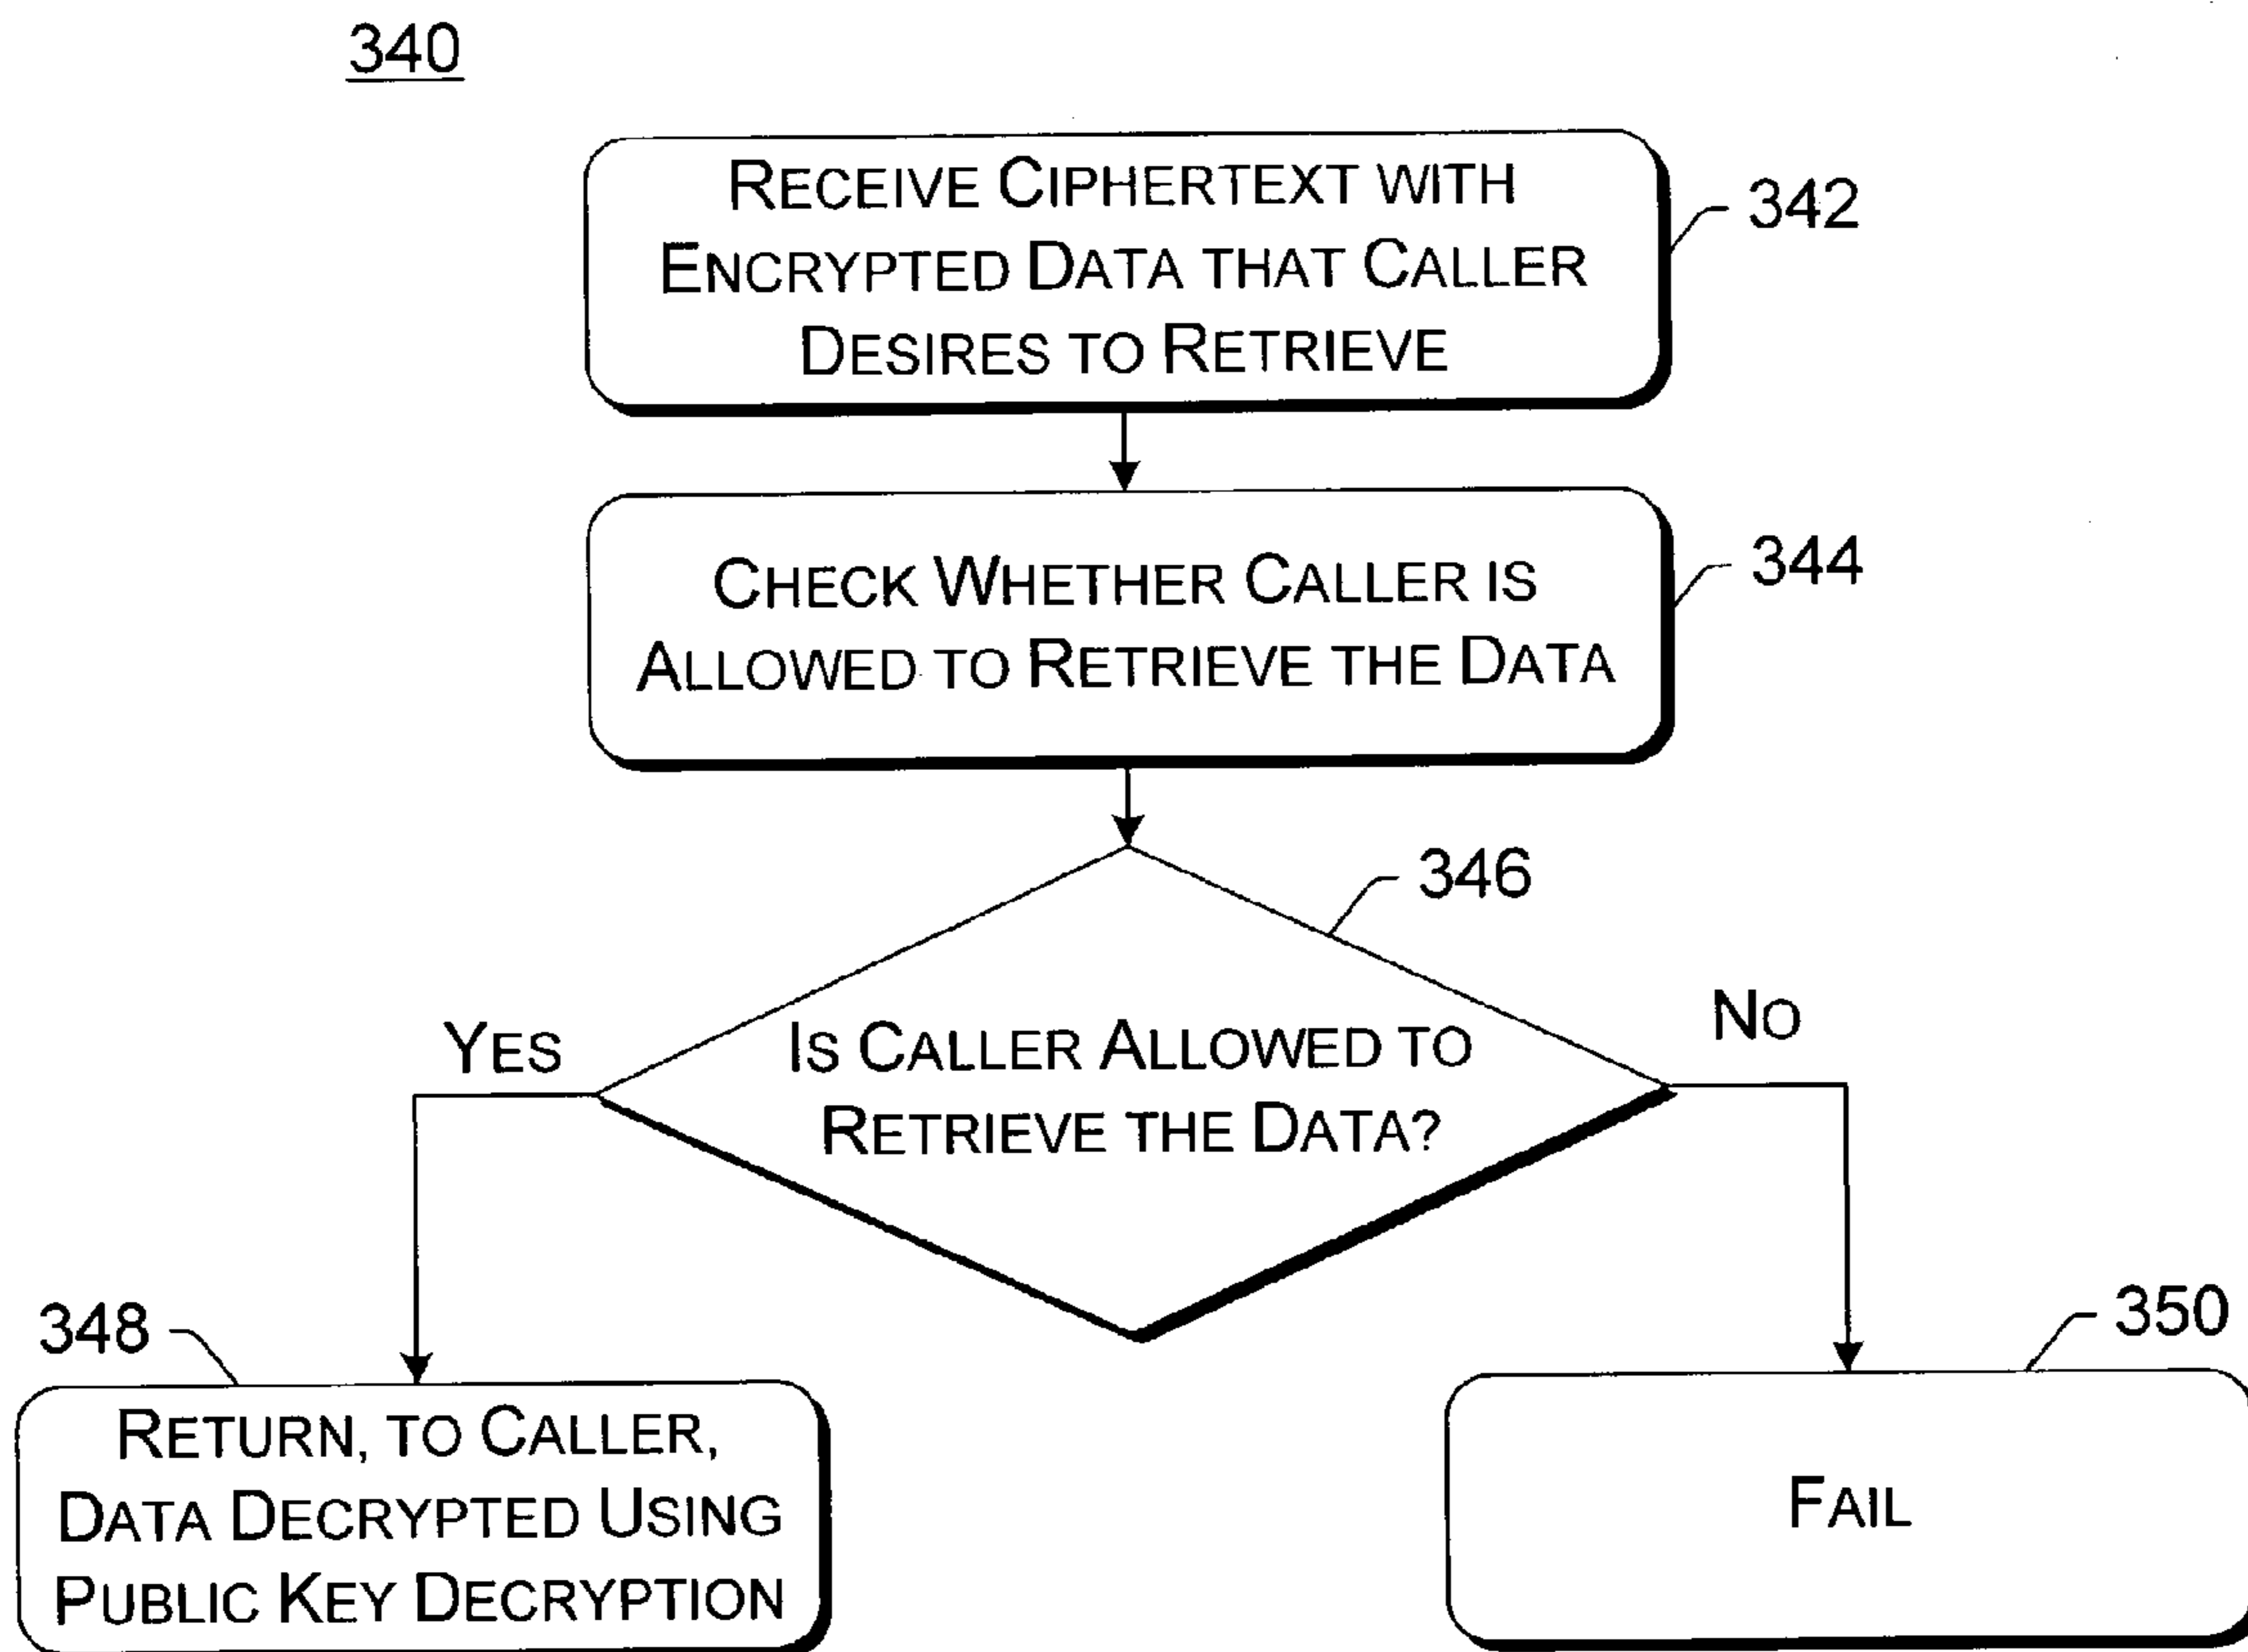 340
RECEIVE CIPHERTEXT WITH
ENCRYPTED DATA THAT CALLER
DESIRES TO RETRIEVE
342
CHECK WHETHER CALLER IS
ALLOWED TO RETRIEVE THE DATA
344
346
IS CALLER ALLOWED TO
RETRIEVE THE DATA?
YES
NO
348
RETURN, TO CALLER,
DATA DECRYPTED USING
PUBLIC KEY DECRYPTION
350
FAIL